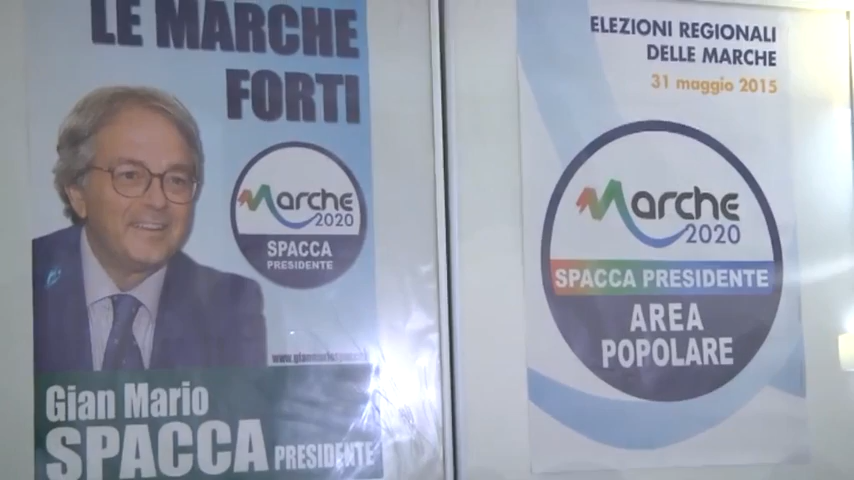 LE MARCHE
FORTI
Marche
2020
SPACCA
PRESIDENTE
Gian Mario
SPACCA PRESIDENTE
ELEZIONI REGIONALI
DELLE MARCHE
31 maggio 2015
Marche
2020
SPACCA PRESIDENTE
AREA
POPOLARE